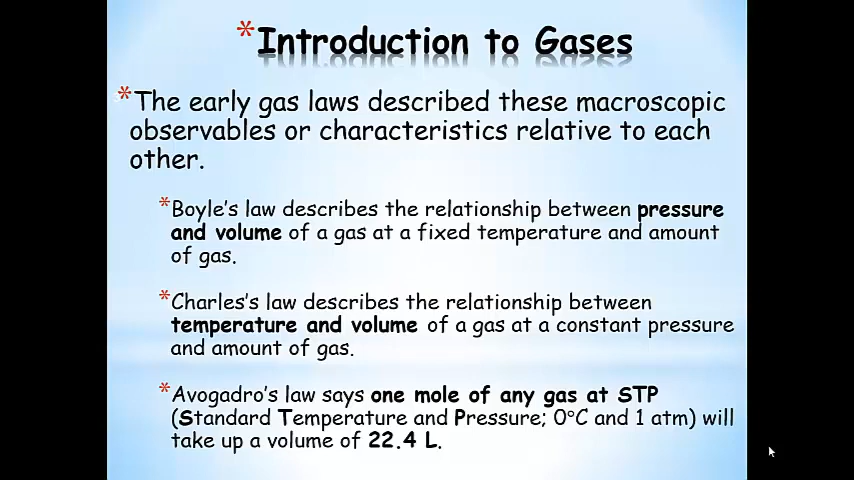 *Introduction to Gases
*The early gas laws described these macroscopic
observables or characteristics relative to each
other.
*Boyle's law describes the relationship between pressure
and volume of a gas at a fixed temperature and amount
of gas.
*Charles's law describes the relationship between
temperature and volume of a gas at a constant pressure
and amount of gas.
*Avogadro's law says one mole of any gas at STP
(Standard Temperature and Pressure; 0°C and 1 atm) will
take up a volume of 22.4 L.